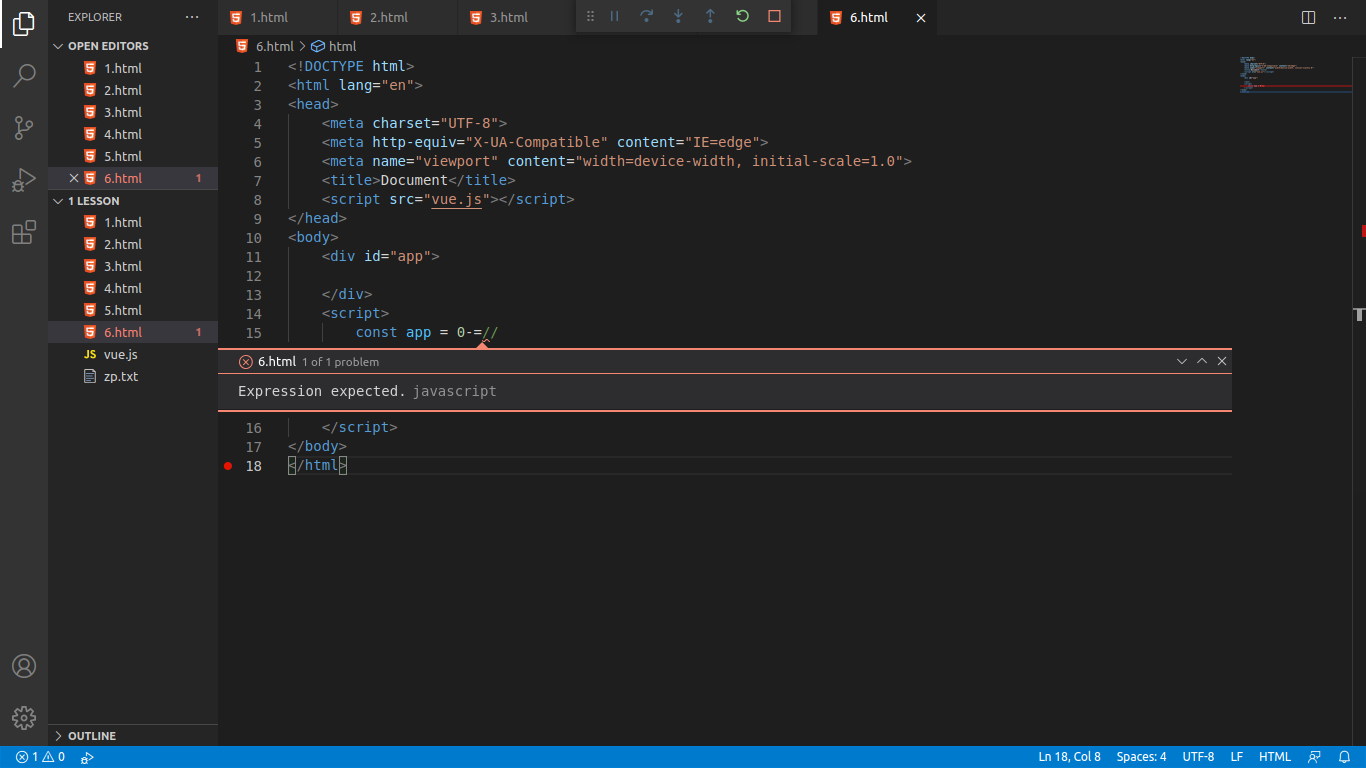 EXPLORER
OPEN EDITORS
1.html
2.html
3.html
4.html
5.html
6.html 1
1 LESSON
1.html
2.html
3.html
4.html
5.html
6.html 1
JS vue.js
zp.txt
OUTLINE
1.html 2.html 3.html 6.html
6.html > html
1 <!DOCTYPE html>
2 <html lang="en">
3 <head>
4 <meta charset="UTF-8">
5 <meta http-equiv="X-UA-Compatible" content="IE=edge">
6 <meta name="viewport" content="width=device-width, initial-scale=1.0">
7 <title>Document</title>
8 <script src="vue.js"></script>
9 </head>
10 <body>
11 <div id="app">
12
13 </div>
14 <script>
15 const app = 0-=//
6.html 1 of 1 problem
Expression expected. javascript
16 </script>
17 </body>
18 </html>
1 0 Ln 18, Col 8 Spaces: 4 UTF-8 LF HTML